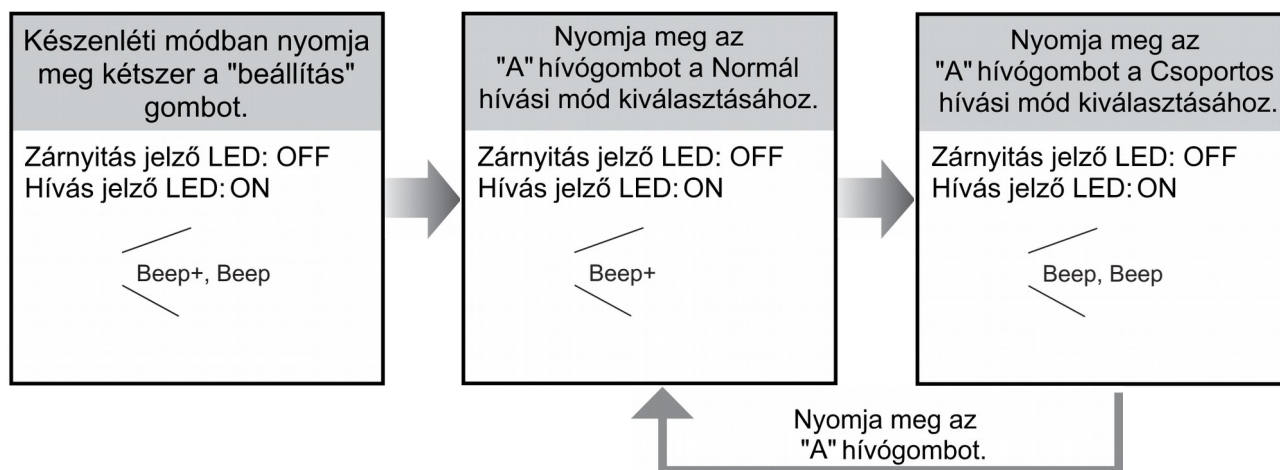 Készenléti módban nyomja
meg kétszer a "beállítás"
gombot.
Zárnyitás jelző LED: OFF
Hívás jelző LED: ON
Beep+, Beep
Nyomja meg az
"A" hívógombot a Normál
hívási mód kiválasztásához.
Zárnyitás jelző LED: OFF
Hívás jelző LED: ON
Beep+
Nyomja meg az
"A" hívógombot a Csoportos
hívási mód kiválasztásához.
Zárnyitás jelző LED: OFF
Hívás jelző LED: ON
Beep, Beep
Nyomja meg az
"A" hívógombot.